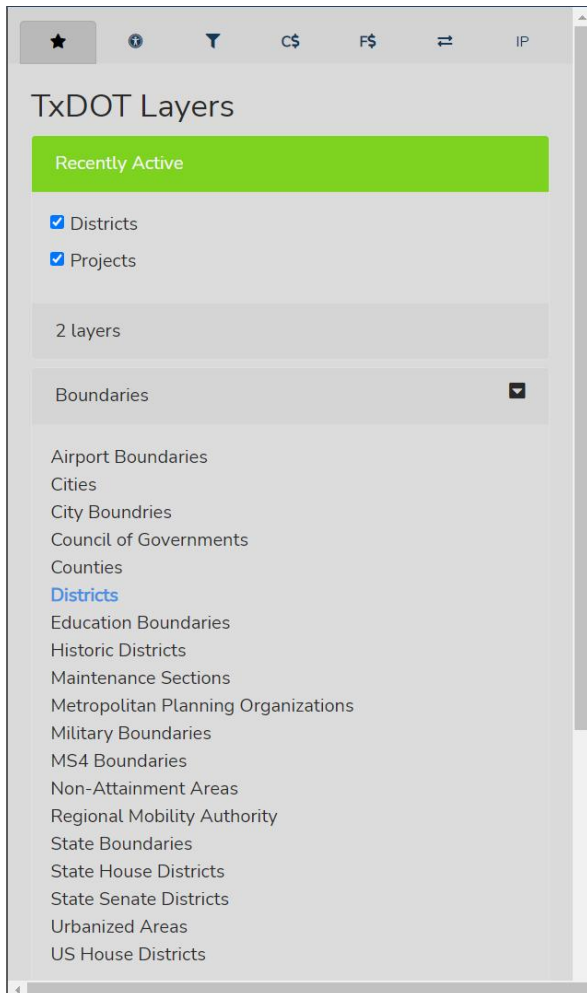 C$
F$
IP
TxDOT Layers
Recently Active
Districts
Projects
2 layers
Boundaries
Airport Boundaries
Cities
City Boundries
Council of Governments
Counties
Districts
Education Boundaries
Historic Districts
Maintenance Sections
Metropolitan Planning Organizations
Military Boundaries
MS4 Boundaries
Non-Attainment Areas
Regional Mobility Authority
State Boundaries
State House Districts
State Senate Districts
Urbanized Areas
US House Districts